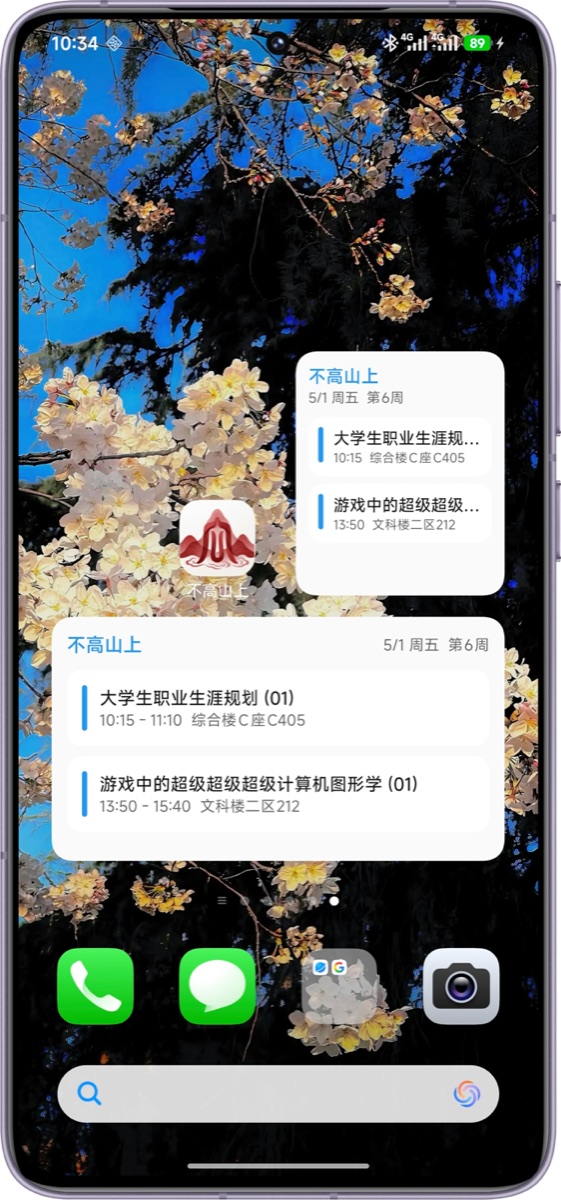 10:34
4G 4G 89
不高山上
5/1 周五 第6周
大学生职业生涯规...
10:15 综合楼C座C405
游戏中的超级超级...
13:50 文科楼二区212
不高山上
不高山上 5/1 周五 第6周
大学生职业生涯规划 (01)
10:15 - 11:10 综合楼C座C405
游戏中的超级超级超级计算机图形学 (01)
13:50 - 15:40 文科楼二区212